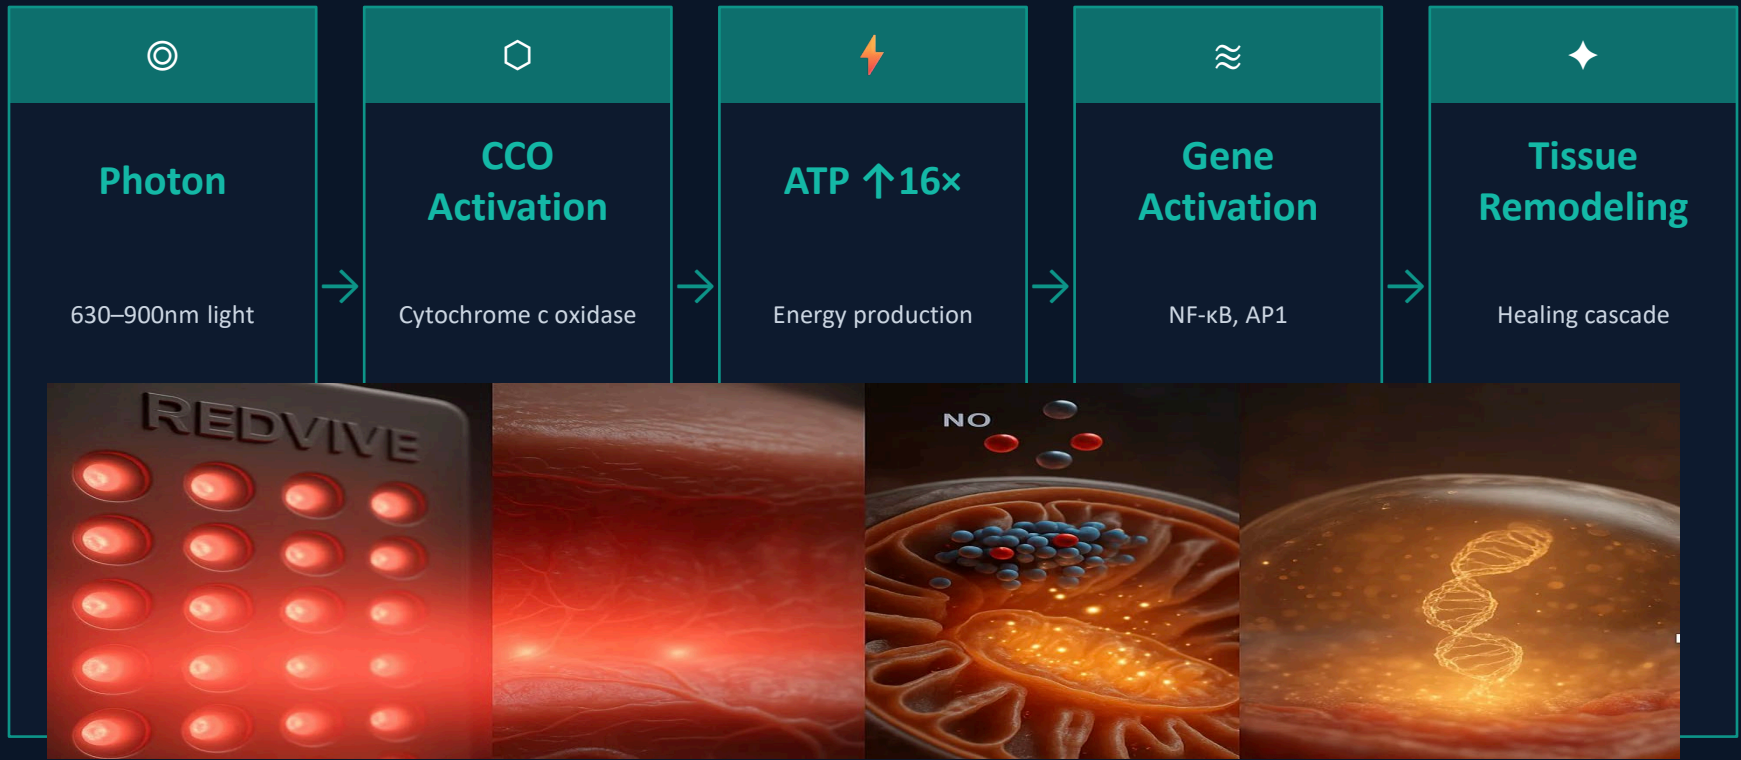 Photon
630–900nm light
CCO
Activation
Cytochrome c oxidase
ATP ↑16×
Energy production
Gene
Activation
NF-κB, AP1
Tissue
Remodeling
Healing cascade
REDVIVE
NO